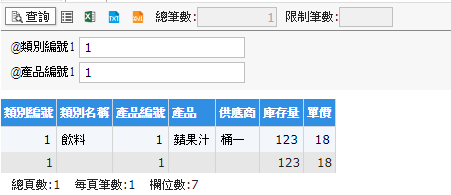 查詢 TXT XML 總筆數: 1 限制筆數:
@類別編號1 1
@產品編號1 1
類別編號 類別名稱 產品編號 產品 供應商 庫存量 單價
1 飲料 1 蘋果汁 桶一 123 18
1 1 123 18
總頁數:1 每頁筆數:1 欄位數:7